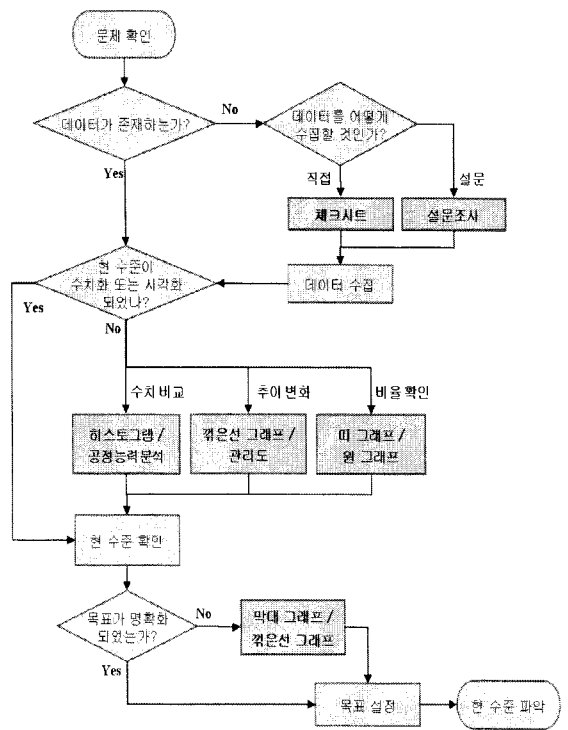 문제 확인
데이터가 존재하는가?
No
데이터를 어떻게
수집할 것인가?
Yes
직접
설문
체크시트
설문조사
현 수준이
수치화 또는 시각화
되었나?
데이터 수집
Yes
No
수치 비교
추이 변화
비율 확인
히스토그램 /
공정능력분석
꺾은선 그래프 /
관리도
띠 그래프 /
원 그래프
현 수준 확인
목표가 명확화
되었는가?
No
막대 그래프 /
꺾은선 그래프
Yes
목표 설정
현 수준 파악